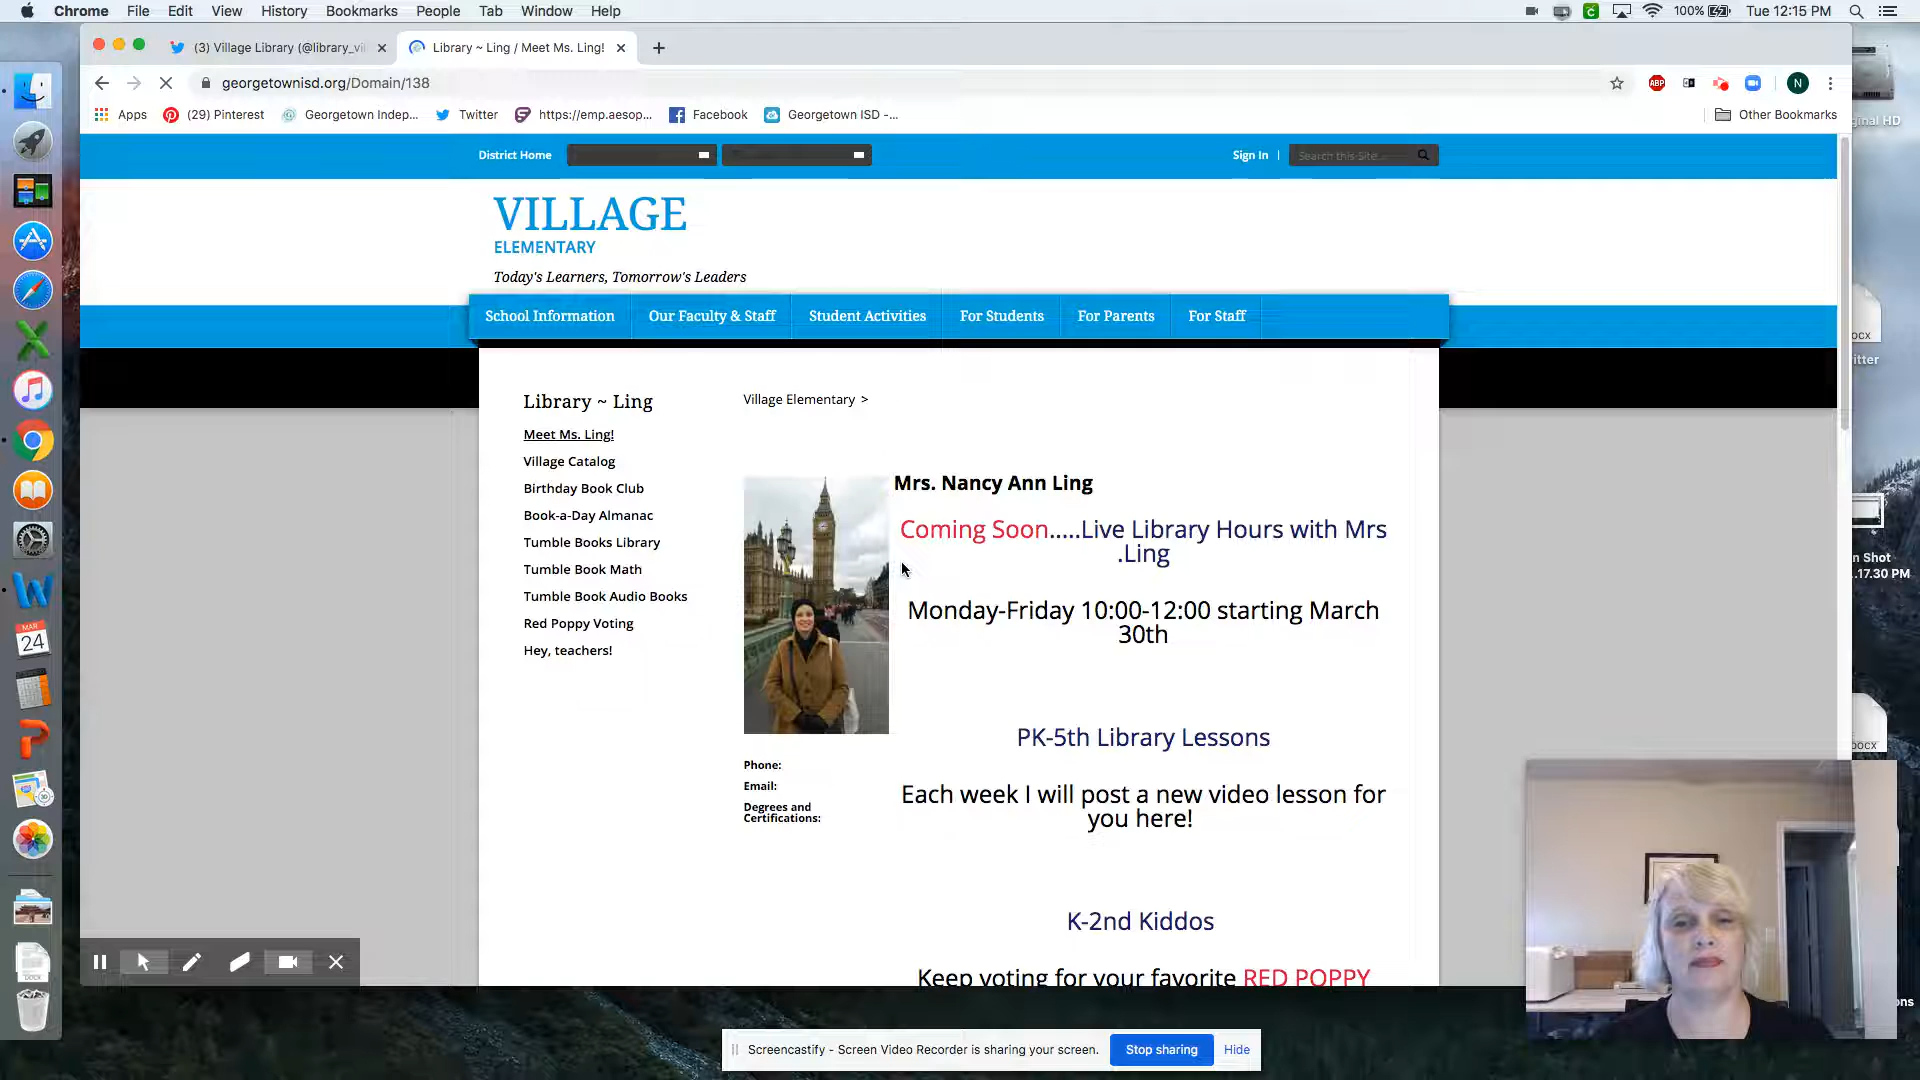 Chrome File Edit View History Bookmarks People Tab Window Help 100% Tue 12:15 PM
(3) Village Library (@library_vil
Library ~ Ling / Meet Ms. Ling!
georgetownisd.org/Domain/138
ABP
N
Apps (29) Pinterest Georgetown Indep... Twitter https://emp.aesop... Facebook Georgetown ISD -... Other Bookmarks
District Home Sign In Search this Site...
VILLAGE
ELEMENTARY
Today's Learners, Tomorrow's Leaders
School Information Our Faculty & Staff Student Activities For Students For Parents For Staff
Library ~ Ling
Meet Ms. Ling!
Village Catalog
Birthday Book Club
Book-a-Day Almanac
Tumble Books Library
Tumble Book Math
Tumble Book Audio Books
Red Poppy Voting
Hey, teachers!
Village Elementary >
Mrs. Nancy Ann Ling
Coming Soon.....Live Library Hours with Mrs
.Ling
Monday-Friday 10:00-12:00 starting March
30th
PK-5th Library Lessons
Each week I will post a new video lesson for
you here!
K-2nd Kiddos
Keep voting for your favorite RED POPPY
Phone:
Email:
Degrees and
Certifications:
MAR
24
Screencastify - Screen Video Recorder is sharing your screen. Stop sharing Hide